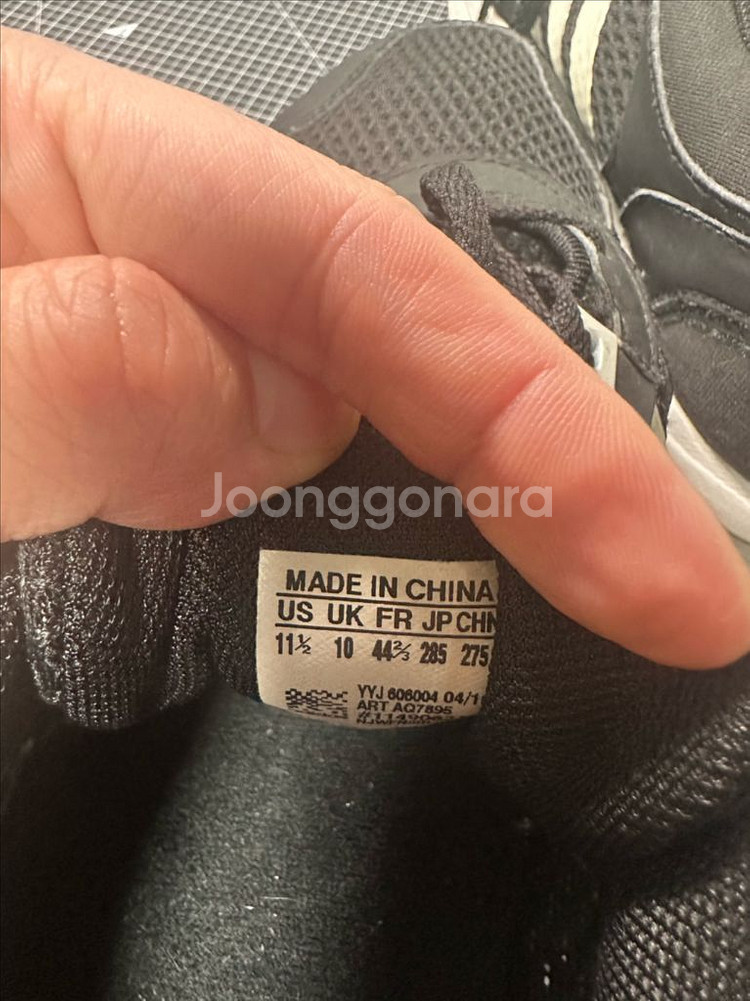 Joonggonara
MADE IN CHINA
US UK FR JP CHN
11½ 10 44⅔ 285 275
YYJ 606004 04/1
ART AQ7895